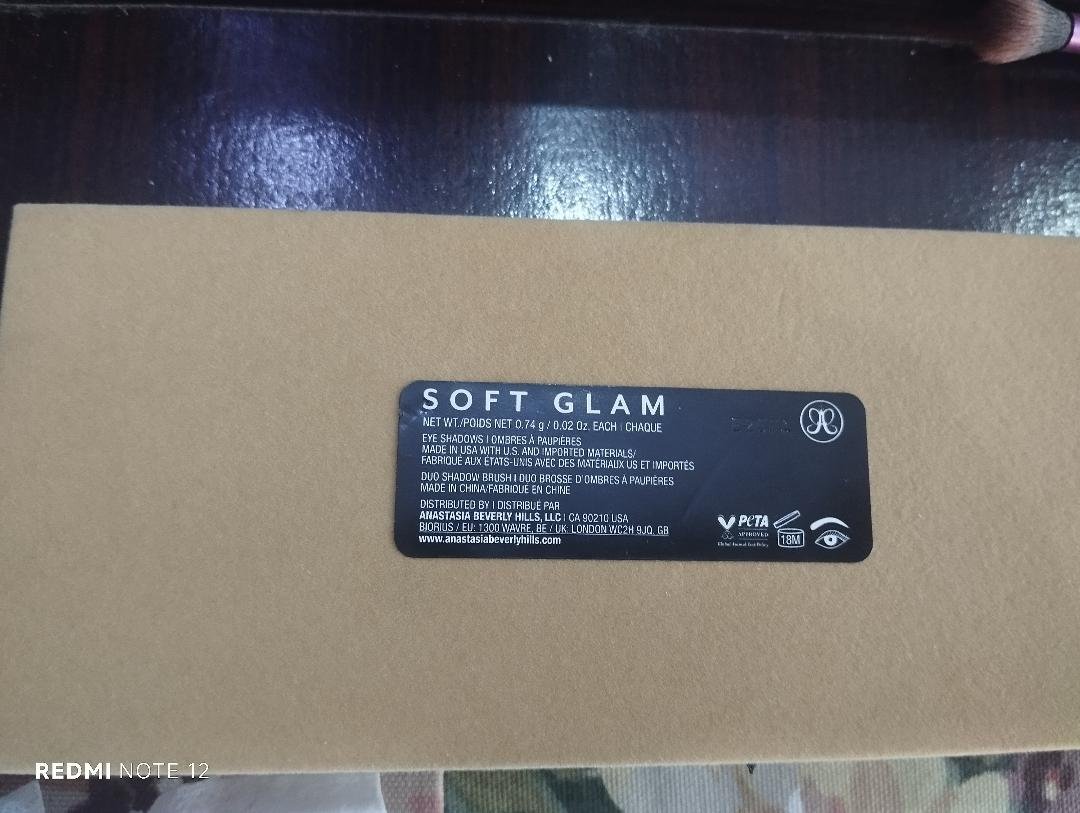 SOFT GLAM
NET WT./POIDS NET 0.74 g / 0.02 Oz. EACH | CHAQUE
EYE SHADOWS | OMBRES À PAUPIÈRES
MADE IN USA WITH U.S. AND IMPORTED MATERIALS/
FABRIQUÉ AUX ÉTATS-UNIS AVEC DES MATÉRIAUX US ET IMPORTÉS
DUO SHADOW BRUSH | DUO BROSSE D'OMBRES À PAUPIÈRES
MADE IN CHINA/FABRIQUÉ EN CHINE
DISTRIBUTED BY | DISTRIBUÉ PAR
ANASTASIA BEVERLY HILLS, LLC | CA 90210 USA
BIORIUS / EU: 1300 WAVRE, BE / UK: LONDON WC2H 9JQ, GB
www.anastasiabeverlyhills.com
PETA
APPROVED
Global Animal Test Policy
18M
REDMI NOTE 12